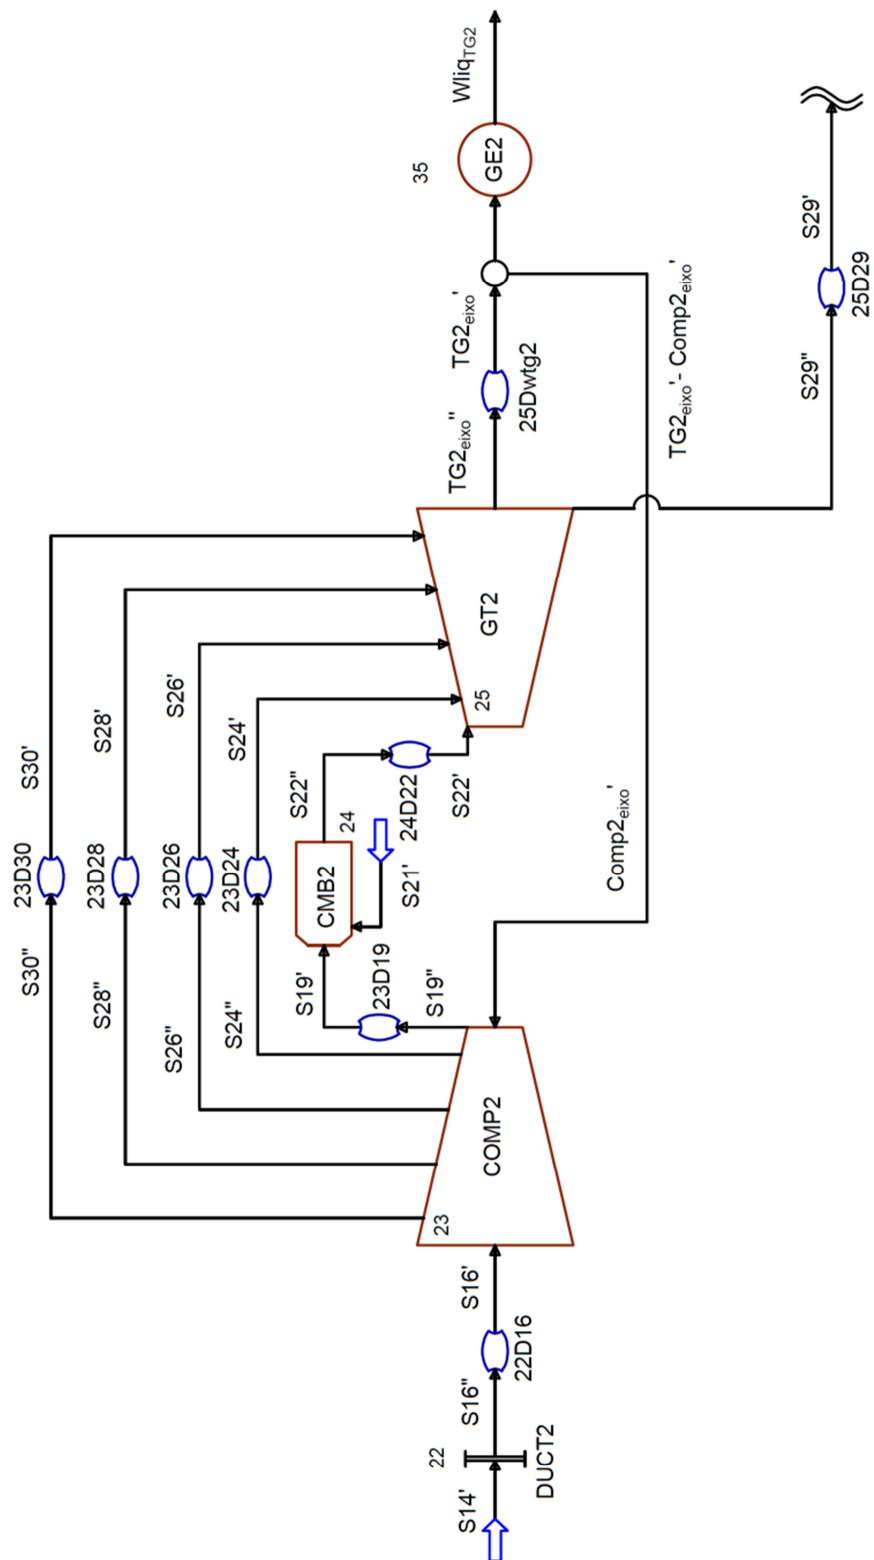 S14'
22
DUCT2
S16"
22D16
S16'
23
COMP2
S30"
23D30
S30'
S28"
23D28
S28'
S26"
23D26
S26'
S24"
23D24
S24'
S19"
23D19
S19'
CMB2
24
S21'
S22"
24D22
S22'
25
GT2
TG2eixo"
25Dwtg2
TG2eixo'
35
GE2
WliqTG2
Comp2eixo'
TG2eixo'- Comp2eixo'
S29"
25D29
S29'